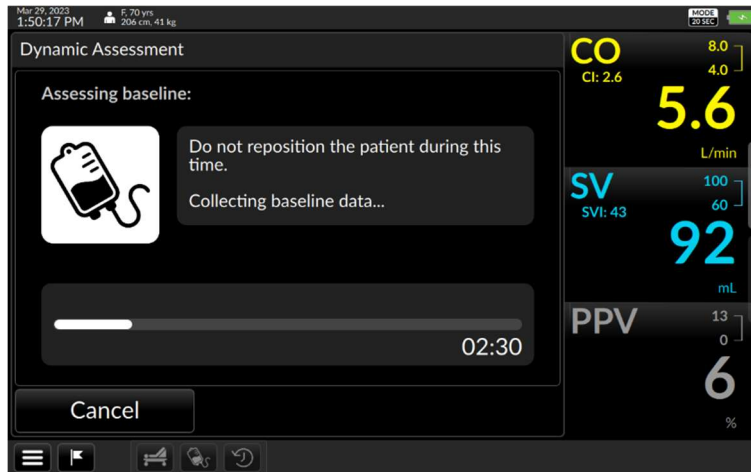 Mar 29, 2023
1:50:17 PM
F, 70 yrs
206 cm, 41 kg
MODE
20 SEC
Dynamic Assessment
Assessing baseline:
Do not reposition the patient during this
time.
Collecting baseline data...
02:30
Cancel
CO
CI: 2.6
8.0
4.0
5.6
L/min
SV
SVI: 43
100
60
92
mL
PPV
13
0
6
%